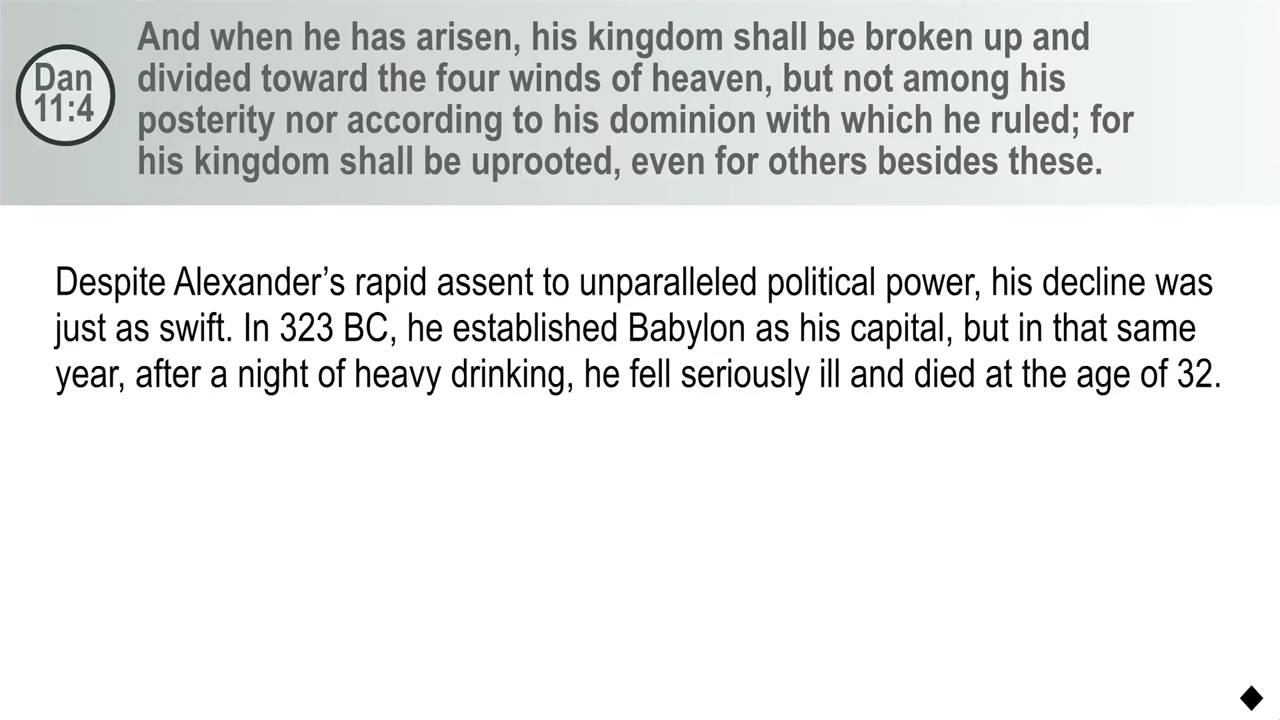 Dan
11:4
And when he has arisen, his kingdom shall be broken up and
divided toward the four winds of heaven, but not among his
posterity nor according to his dominion with which he ruled; for
his kingdom shall be uprooted, even for others besides these.
Despite Alexander’s rapid assent to unparalleled political power, his decline was
just as swift. In 323 BC, he established Babylon as his capital, but in that same
year, after a night of heavy drinking, he fell seriously ill and died at the age of 32.